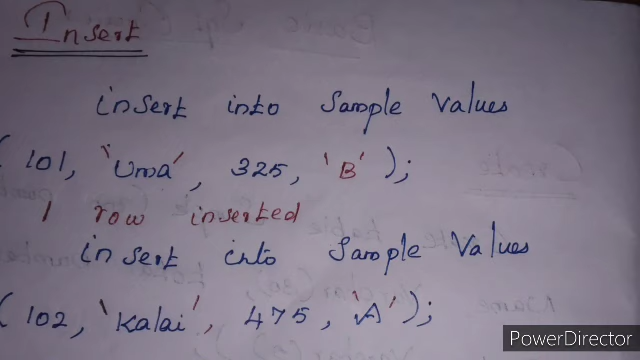 Insert
insert into Sample Values
( 101, 'Uma', 325, 'B' );
1 row inserted
insert into Sample Values
( 102, 'Kalai', 475, 'A' );
PowerDirector